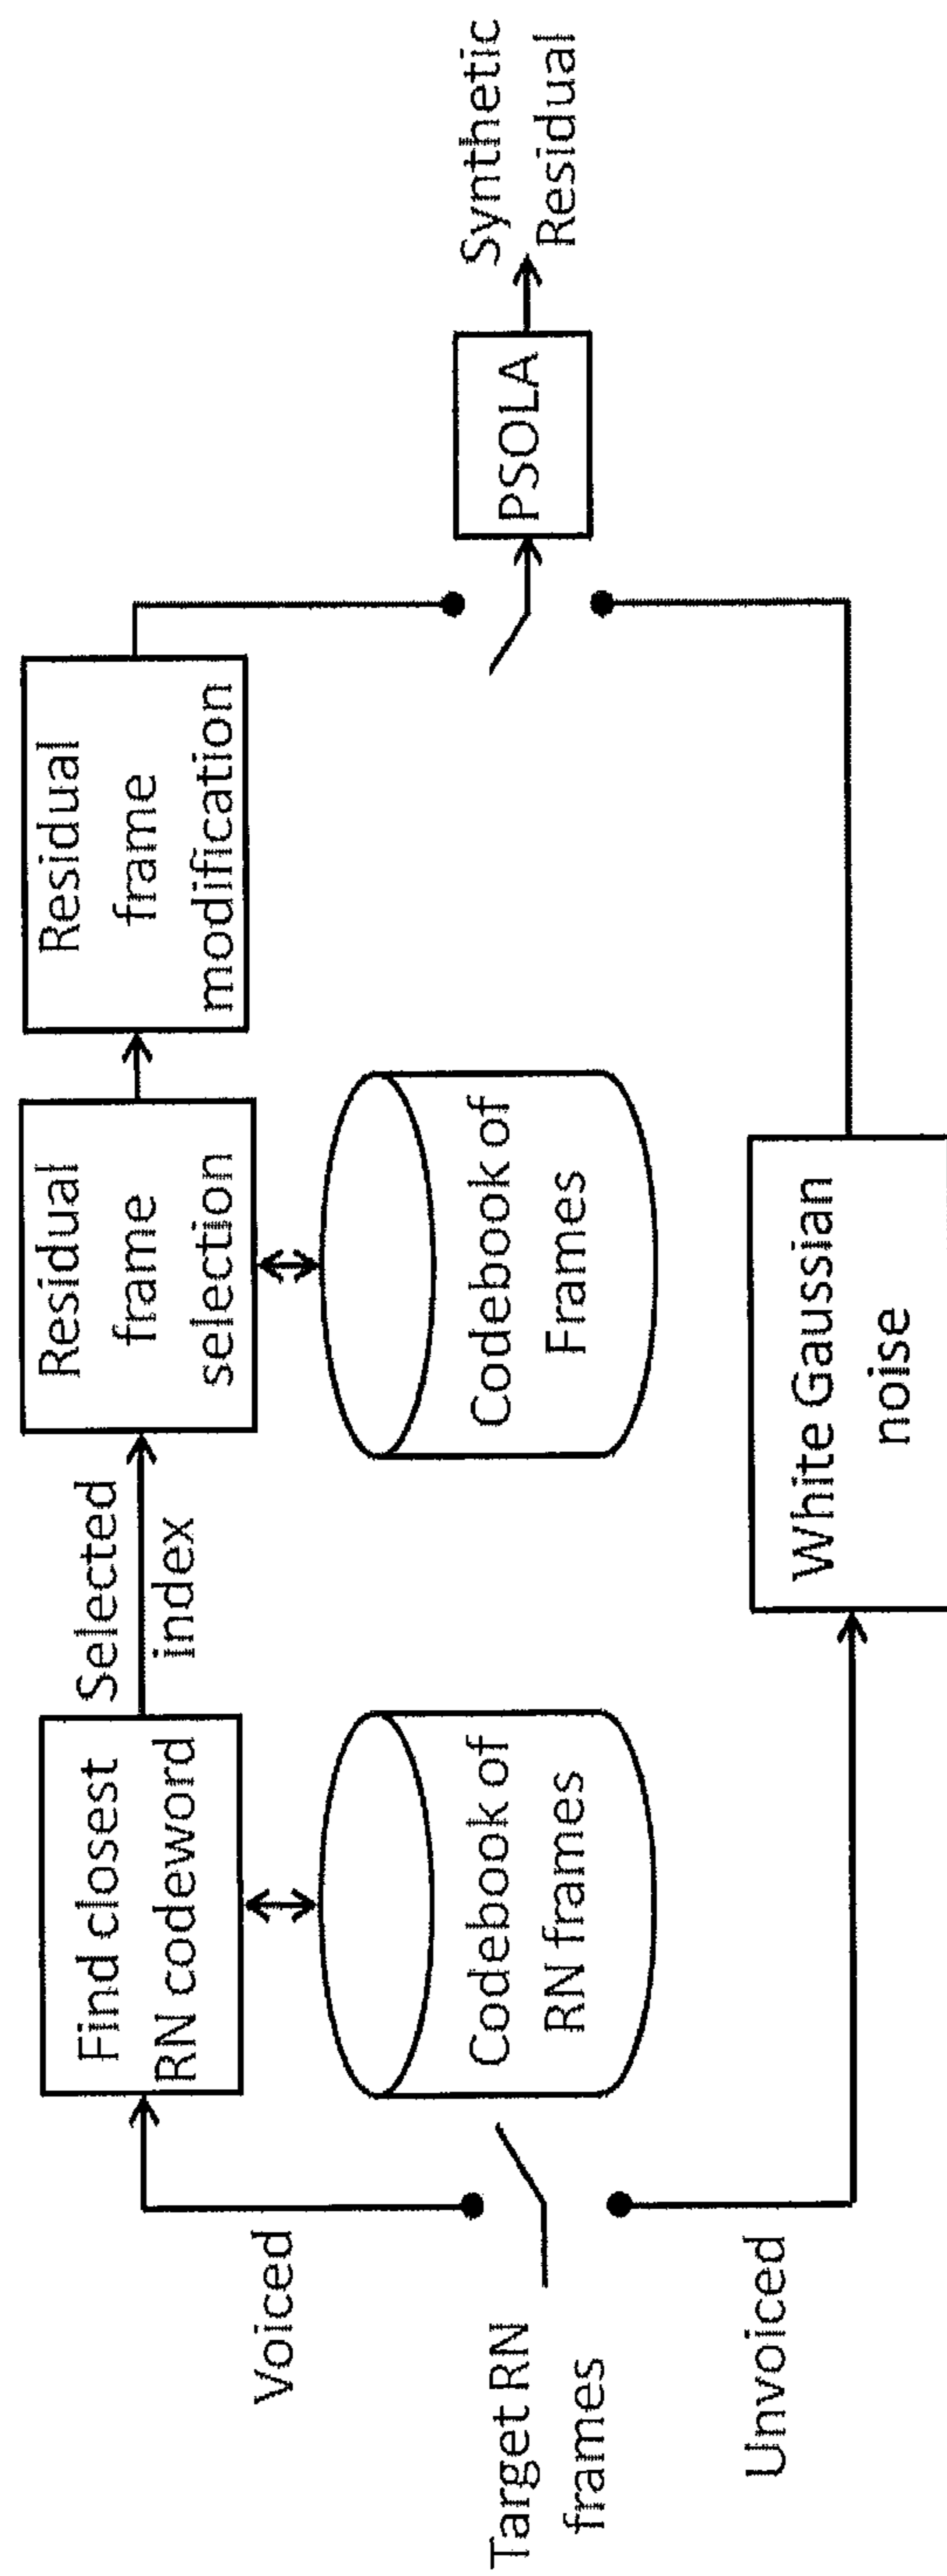 Target RN
frames
Voiced
Unvoiced
Find closest
RN codeword
Codebook of
RN frames
Selected
index
Residual
frame
selection
Codebook of
Frames
Residual
frame
modification
White Gaussian
noise
PSOLA
Synthetic
Residual